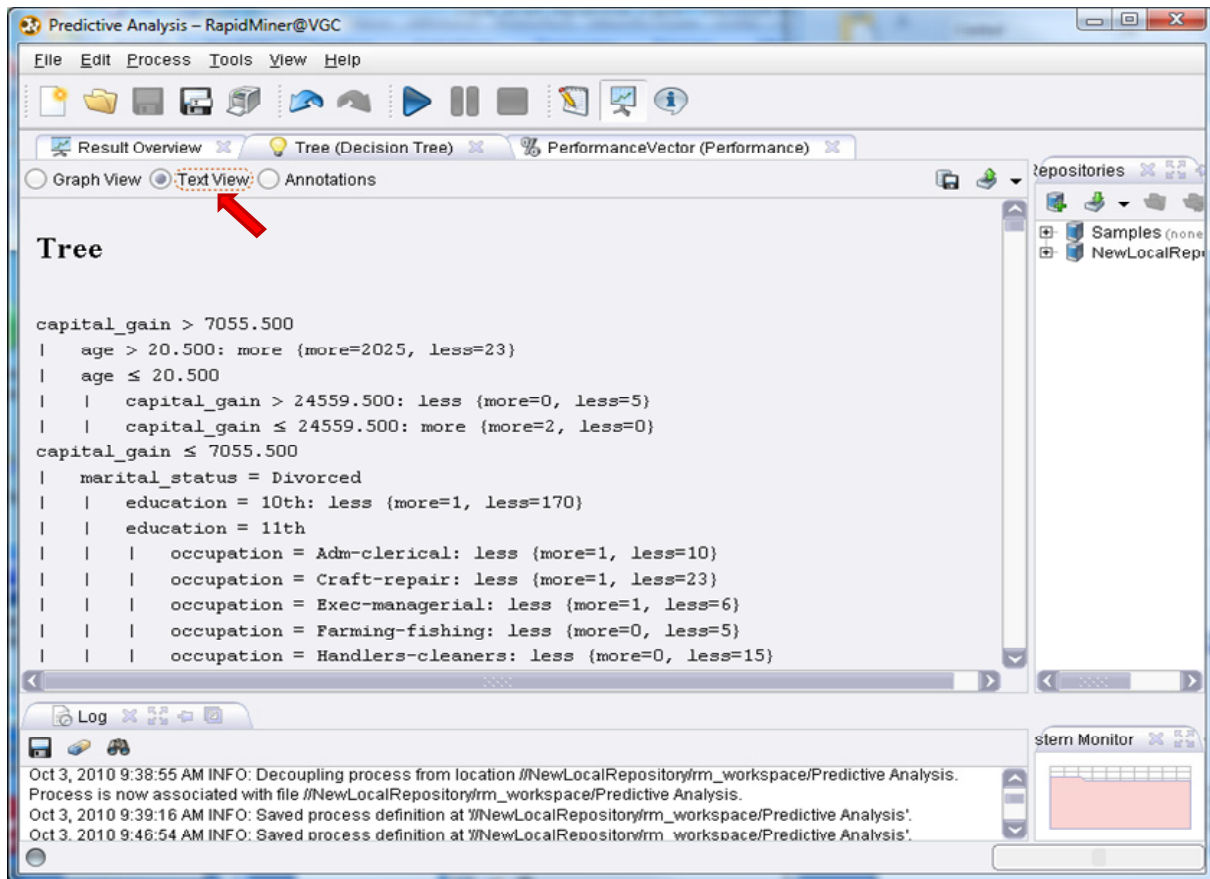 Predictive Analysis – RapidMiner@VGC
File Edit Process Tools View Help
Result Overview Tree (Decision Tree) PerformanceVector (Performance)
Graph View Text View Annotations
epositories
Samples (none
NewLocalRep
Tree
capital_gain > 7055.500
| age > 20.500: more {more=2025, less=23}
| age ≤ 20.500
| | capital_gain > 24559.500: less {more=0, less=5}
| | capital_gain ≤ 24559.500: more {more=2, less=0}
capital_gain ≤ 7055.500
| marital_status = Divorced
| | education = 10th: less {more=1, less=170}
| | education = 11th
| | | occupation = Adm-clerical: less {more=1, less=10}
| | | occupation = Craft-repair: less {more=1, less=23}
| | | occupation = Exec-managerial: less {more=1, less=6}
| | | occupation = Farming-fishing: less {more=0, less=5}
| | | occupation = Handlers-cleaners: less {more=0, less=15}
Log
stem Monitor
Oct 3, 2010 9:38:55 AM INFO: Decoupling process from location //NewLocalRepository/rm_workspace/Predictive Analysis.
Process is now associated with file //NewLocalRepository/rm_workspace/Predictive Analysis.
Oct 3, 2010 9:39:16 AM INFO: Saved process definition at '//NewLocalRepository/rm_workspace/Predictive Analysis'.
Oct 3, 2010 9:46:54 AM INFO: Saved process definition at '//NewLocalRepository/rm_workspace/Predictive Analysis'.